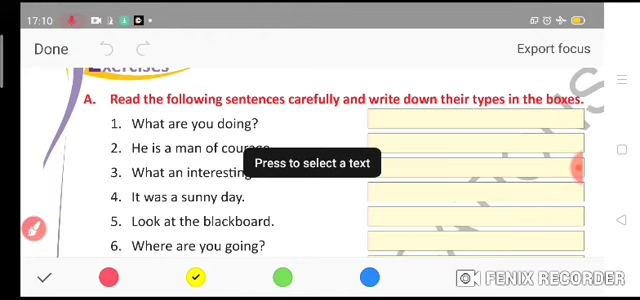 17:10
Done
Export focus
Exercises
A. Read the following sentences carefully and write down their types in the boxes.
1. What are you doing?
2. He is a man of courage.
3. What an interesting
Press to select a text
4. It was a sunny day.
5. Look at the blackboard.
6. Where are you going?
FENIX RECORDER